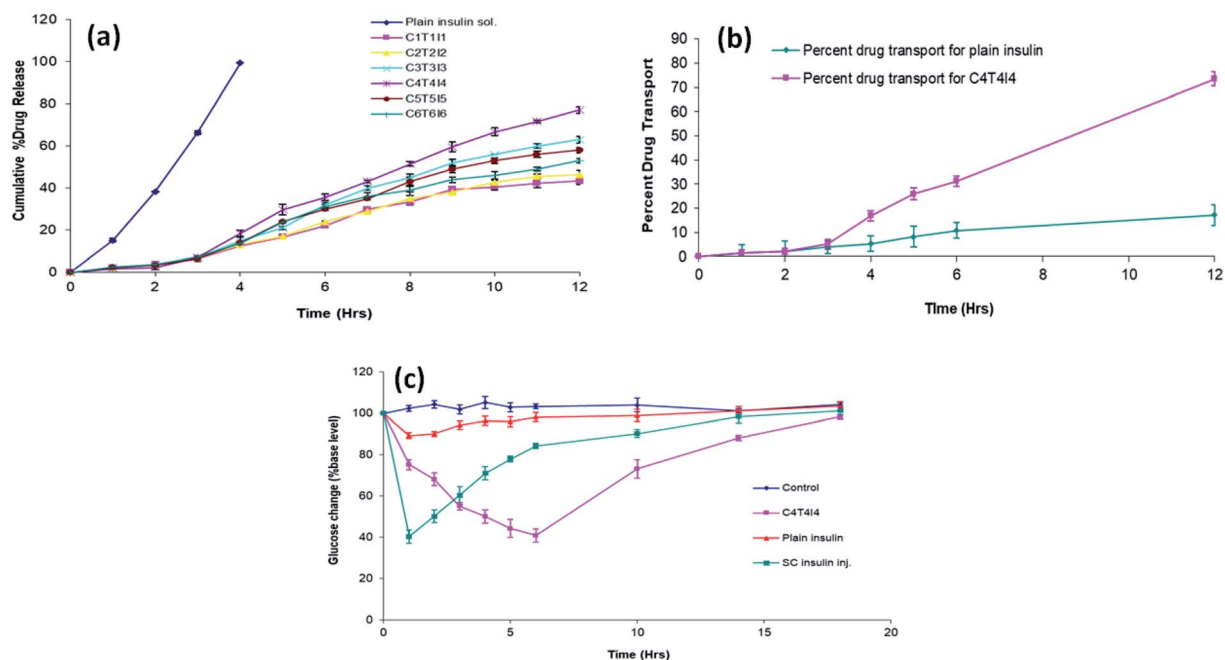 (a)
Cumulative %Drug Release
120
100
80
60
40
20
0
0 2 4 6 8 10 12
Time (Hrs)
Plain insulin sol.
C1T1I1
C2T2I2
C3T3I3
C4T4I4
C5T5I5
C6T6I6
(b)
Percent Drug Transport
90
80
70
60
50
40
30
20
10
0
0 2 4 6 8 10 12
TIme (Hrs)
Percent drug transport for plain insulin
Percent drug transport for C4T4I4
(c)
Glucose change (%base level)
120
100
80
60
40
20
0
0 5 10 15 20
Time (Hrs)
Control
C4T4I4
Plain insulin
SC insulin inj.